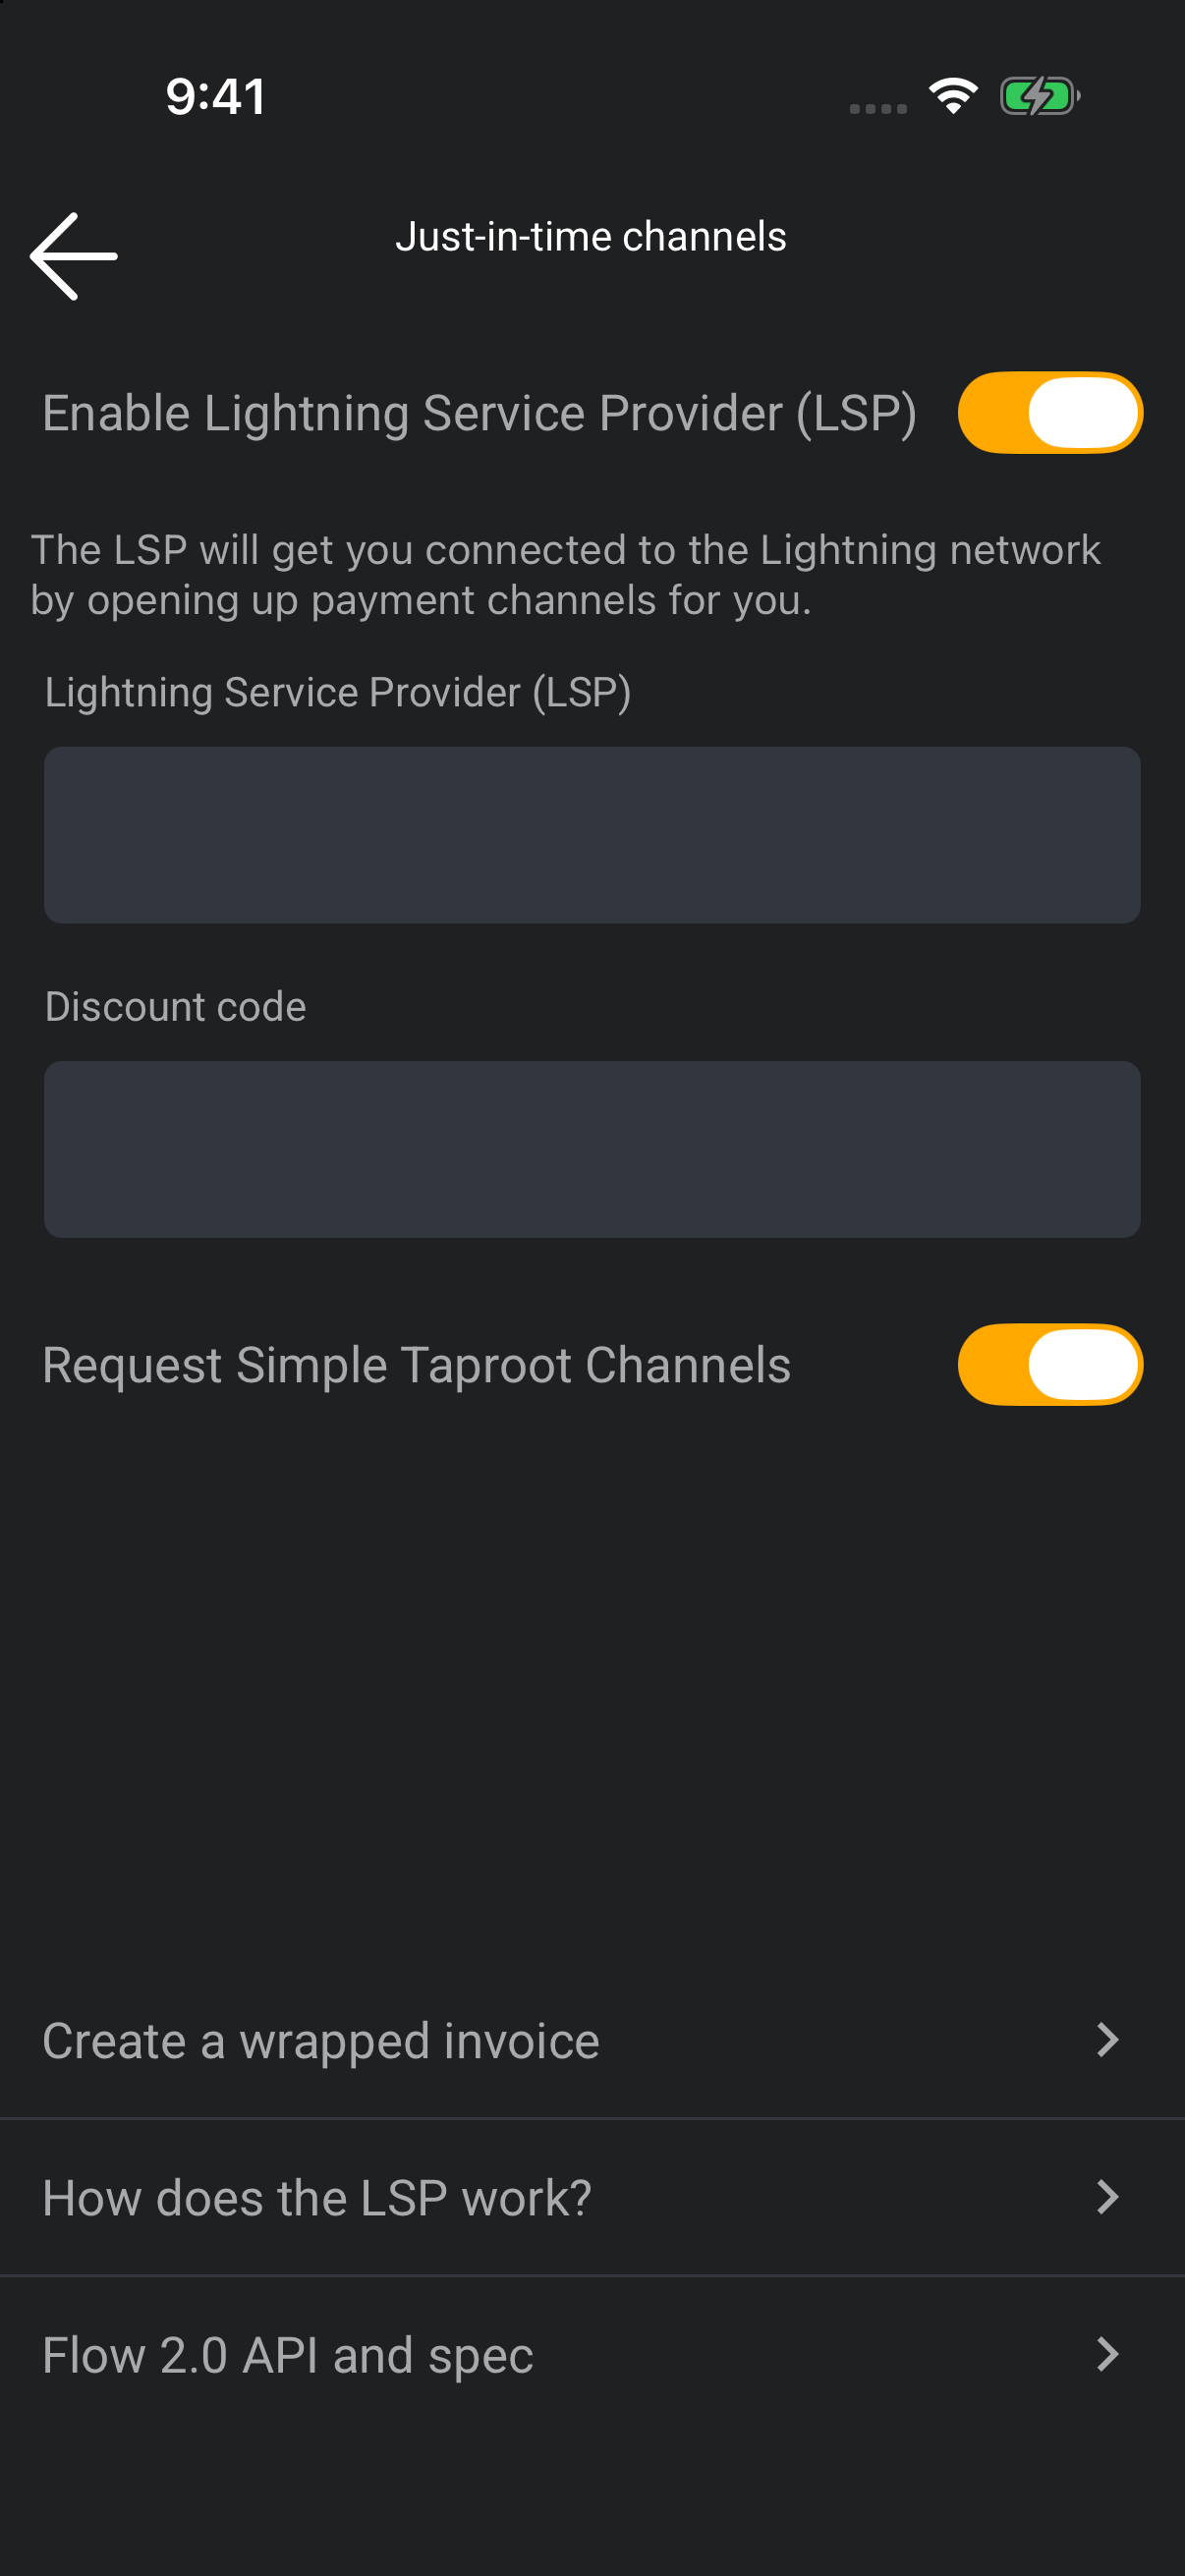 9:41
Just-in-time channels
Enable Lightning Service Provider (LSP)
The LSP will get you connected to the Lightning network
by opening up payment channels for you.
Lightning Service Provider (LSP)
Discount code
Request Simple Taproot Channels
Create a wrapped invoice
How does the LSP work?
Flow 2.0 API and spec